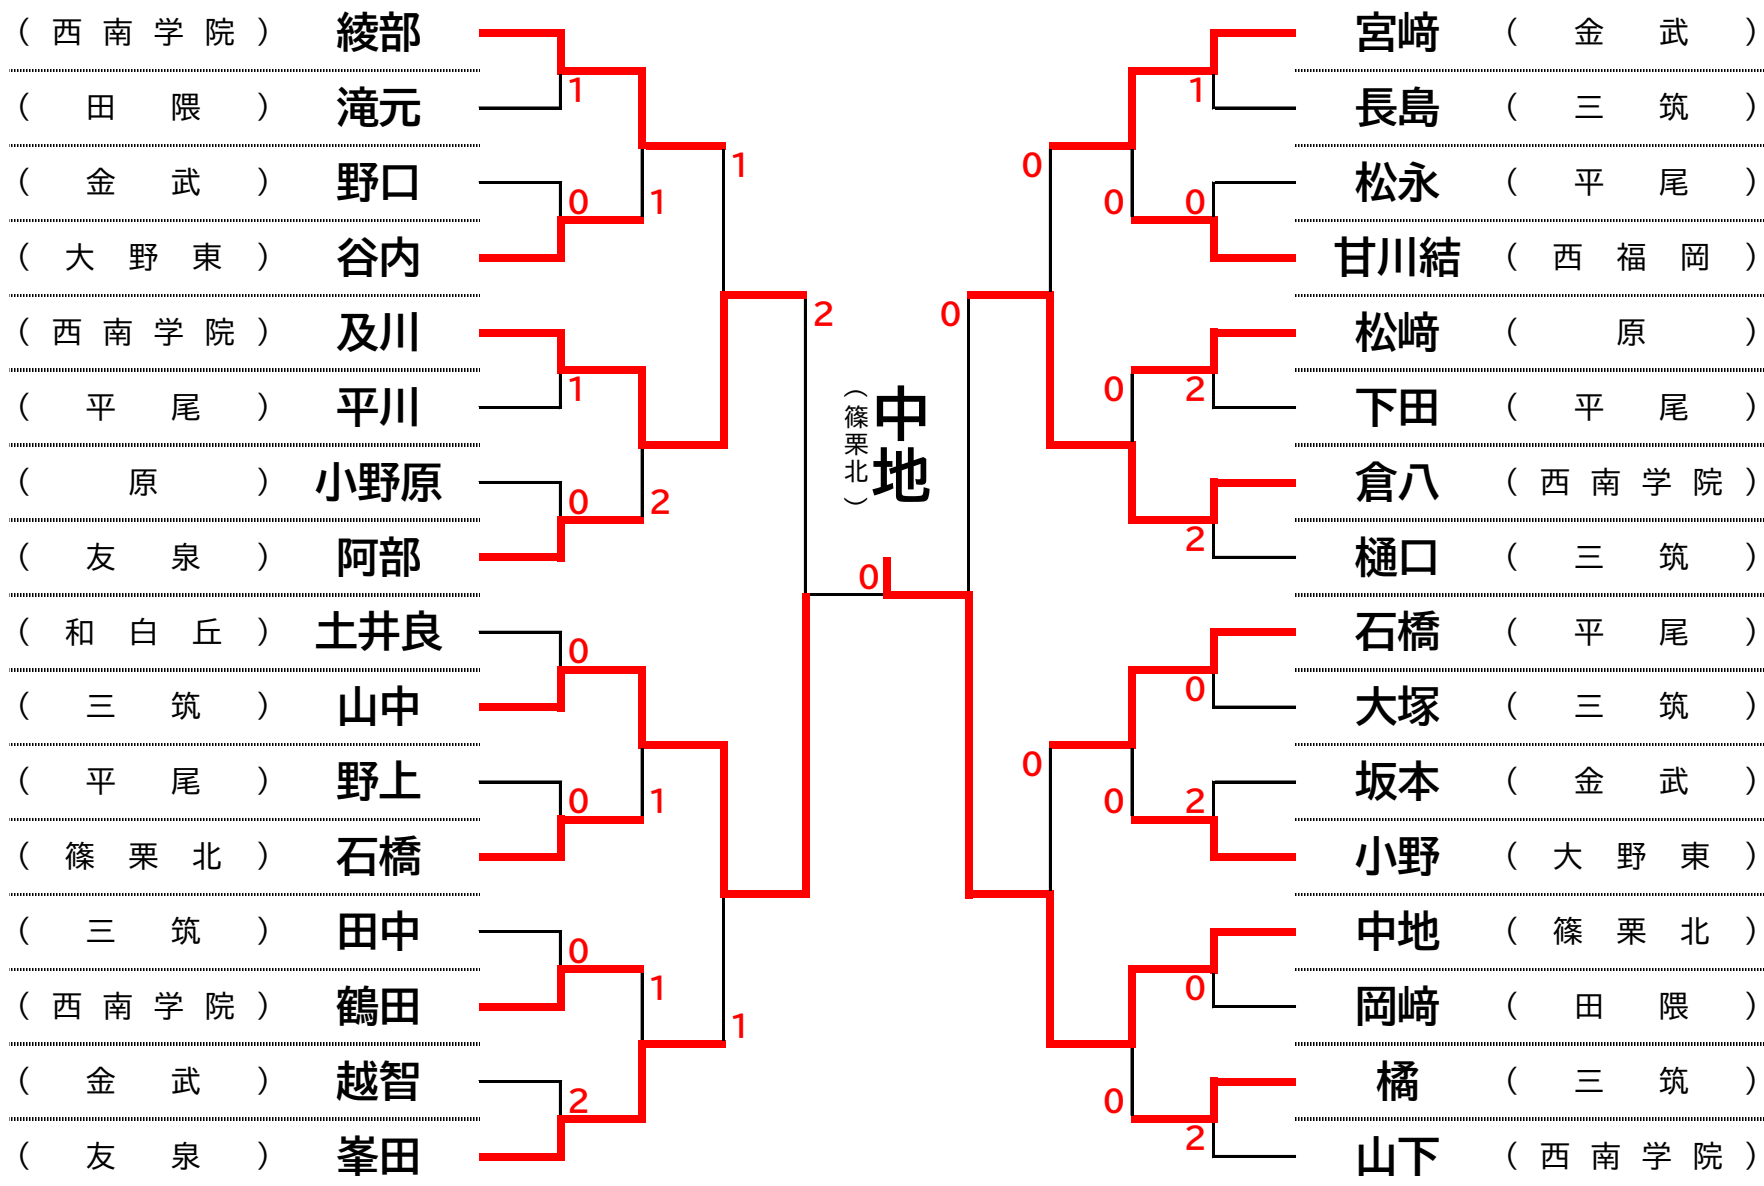 （西南学院） 綾部
（田隈） 滝元
（金武） 野口
（大野東） 谷内
（西南学院） 及川
（平尾） 平川
（原） 小野原
（友泉） 阿部
（和白丘） 土井良
（三筑） 山中
（平尾） 野上
（篠栗北） 石橋
（三筑） 田中
（西南学院） 鶴田
（金武） 越智
（友泉） 峯田
1
0
1
0
0
0
0
2
1
1
2
1
1
1
2
1
2
0
中地
（篠栗北）
0
0
0
0
0
0
0
1
0
2
2
0
2
0
2
宮﨑 （金武）
長島 （三筑）
松永 （平尾）
甘川結 （西福岡）
松﨑 （原）
下田 （平尾）
倉八 （西南学院）
樋口 （三筑）
石橋 （平尾）
大塚 （三筑）
坂本 （金武）
小野 （大野東）
中地 （篠栗北）
岡﨑 （田隈）
橘 （三筑）
山下 （西南学院）